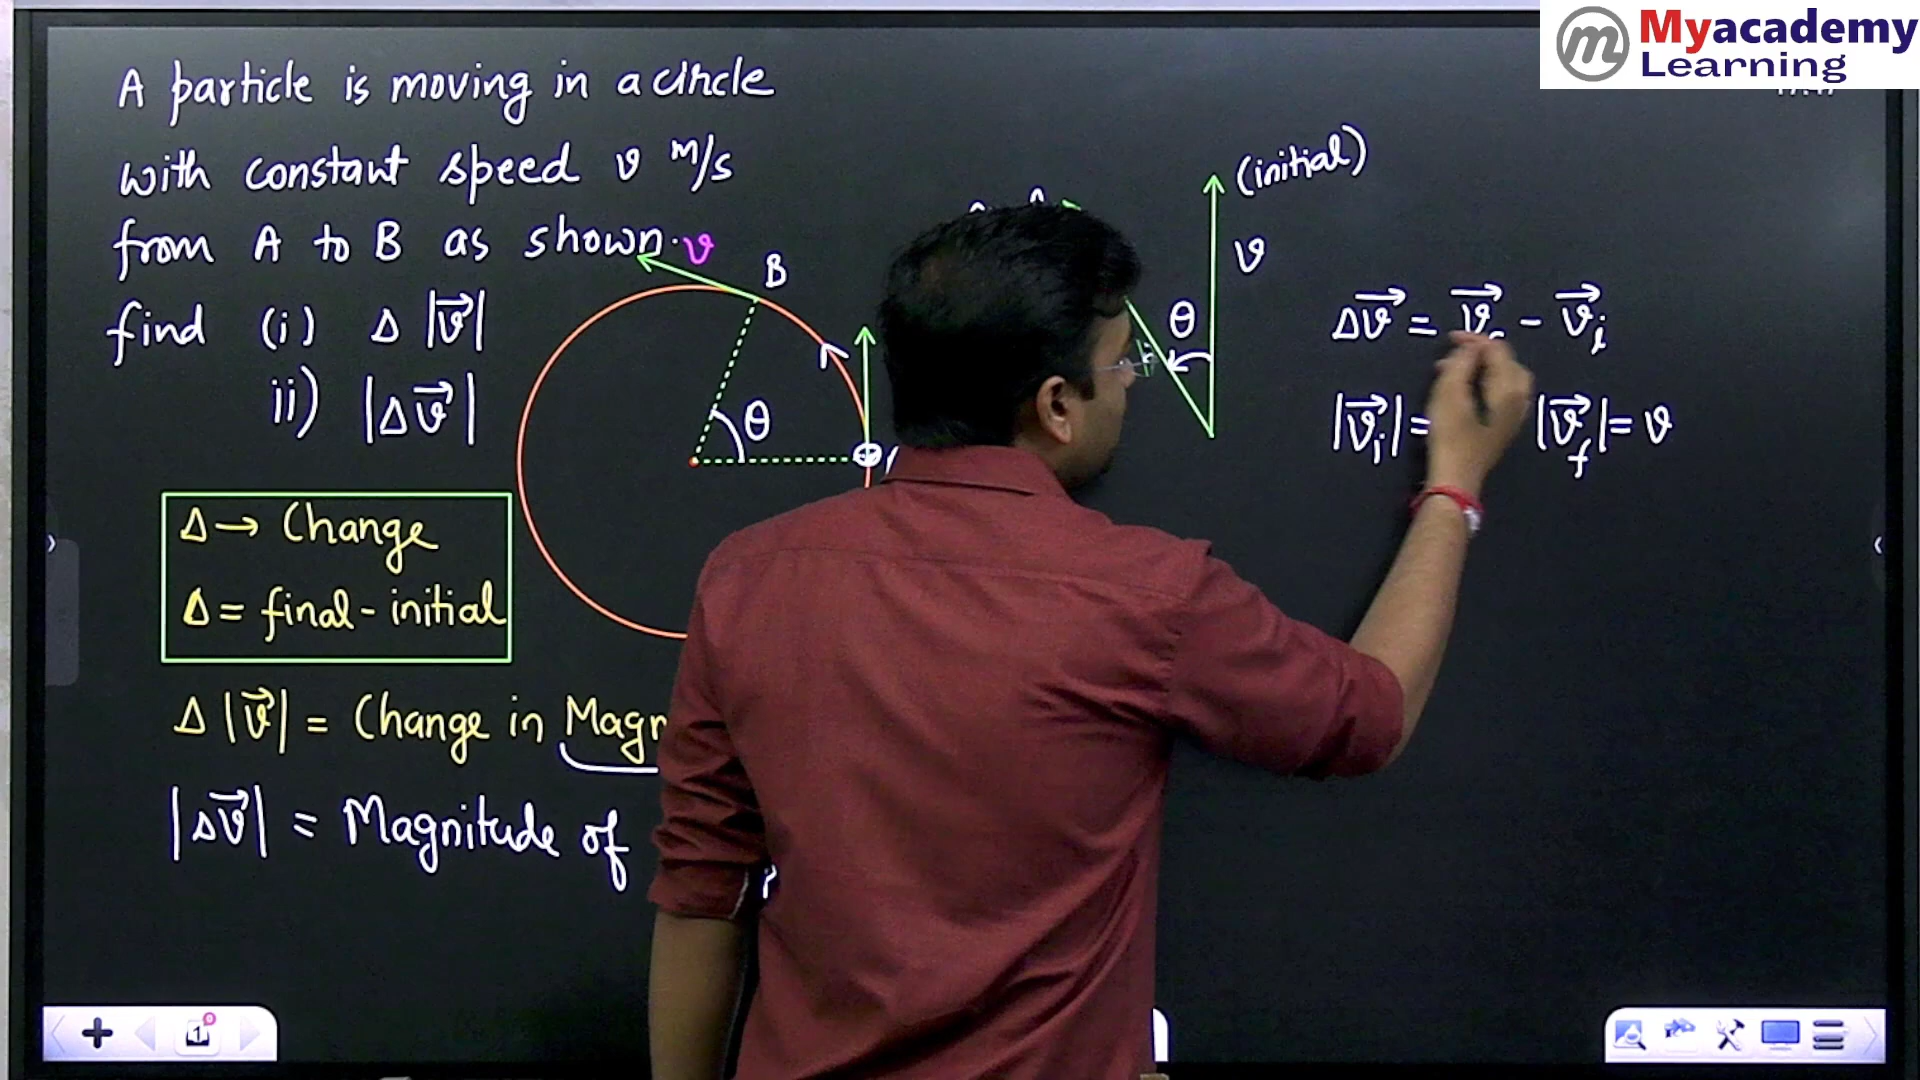 A particle is moving in a circle
with constant speed v m/s
from A to B as shown.
find (i) Δ |v⃗|
ii) |Δv⃗|
Δ → Change
Δ = final - initial
Δ |v⃗| = Change in
|Δv⃗| = Magnitude of
v
B
θ
(initial)
v
θ
Δv⃗ = v⃗ - v⃗i
|v⃗i| =
|v⃗f| = v
1
m Myacademy
Learning